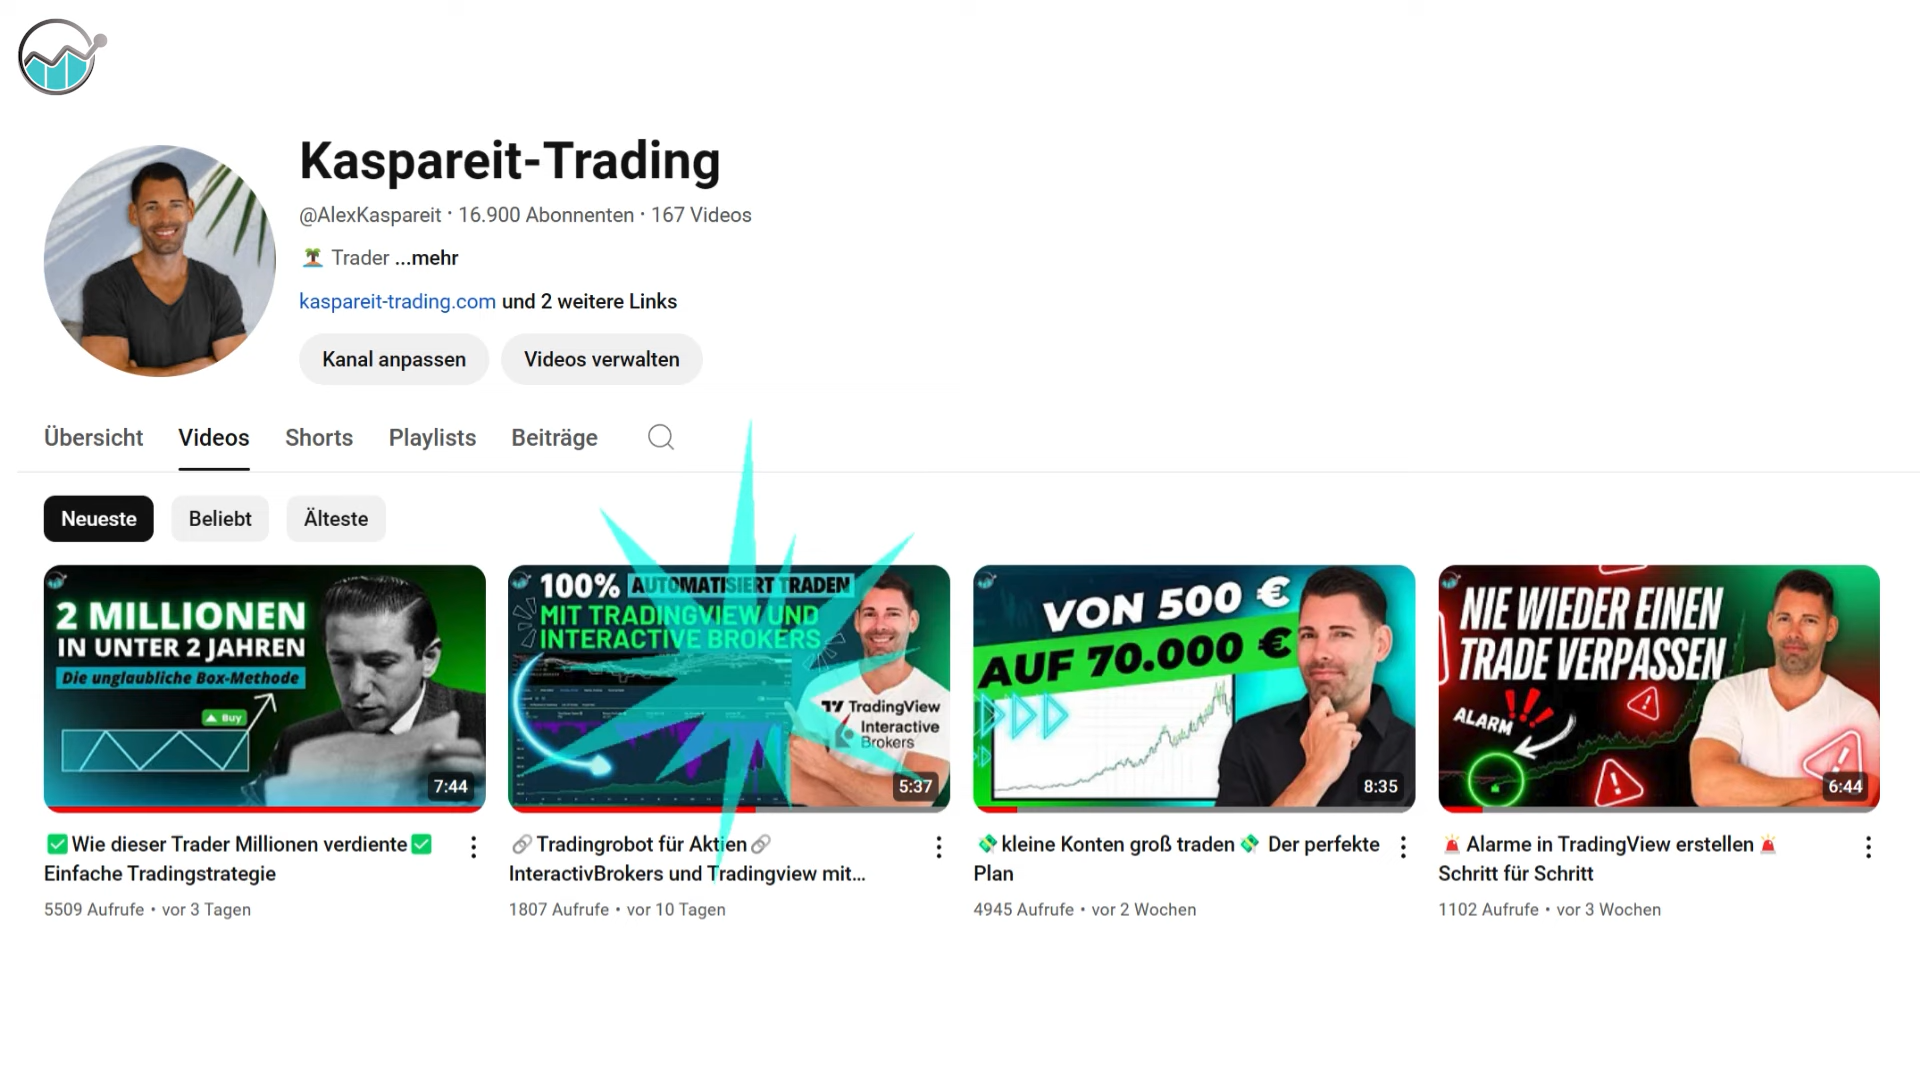 Kaspareit-Trading
@AlexKaspareit • 16.900 Abonnenten • 167 Videos
Trader ...mehr
kaspareit-trading.com und 2 weitere Links
Kanal anpassen
Videos verwalten
Übersicht
Videos
Shorts
Playlists
Beiträge
Neueste
Beliebt
Älteste
2 MILLIONEN
IN UNTER 2 JAHREN
Die unglaubliche Box-Methode
Buy
7:44
100% AUTOMATISIERT TRADEN
MIT TRADINGVIEW UND
INTERACTIVE BROKERS
TradingView
Interactive
Brokers
5:37
VON 500 €
AUF 70.000 €
8:35
NIE WIEDER EINEN
TRADE VERPASSEN
ALARM
6:44
✅Wie dieser Trader Millionen verdiente✅
Einfache Tradingstrategie
5509 Aufrufe • vor 3 Tagen
🔗Tradingrobot für Aktien🔗
InteractivBrokers und Tradingview mit...
1807 Aufrufe • vor 10 Tagen
💸kleine Konten groß traden💸 Der perfekte
Plan
4945 Aufrufe • vor 2 Wochen
🚨 Alarme in TradingView erstellen 🚨
Schritt für Schritt
1102 Aufrufe • vor 3 Wochen